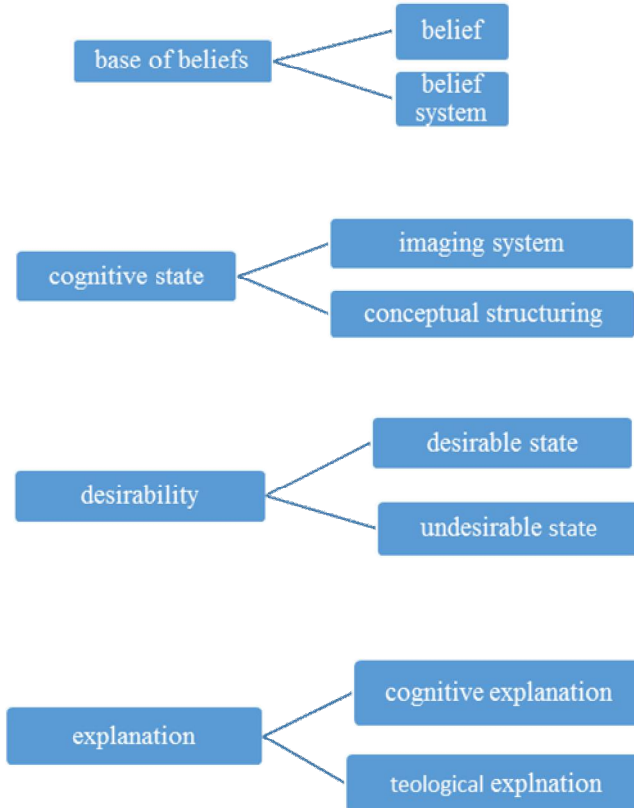 belief
base of beliefs
belief
system
imaging system
cognitive state
conceptual structuring
desirable state
desirability
undesirable state
cognitive explanation
explanation
teological explnation